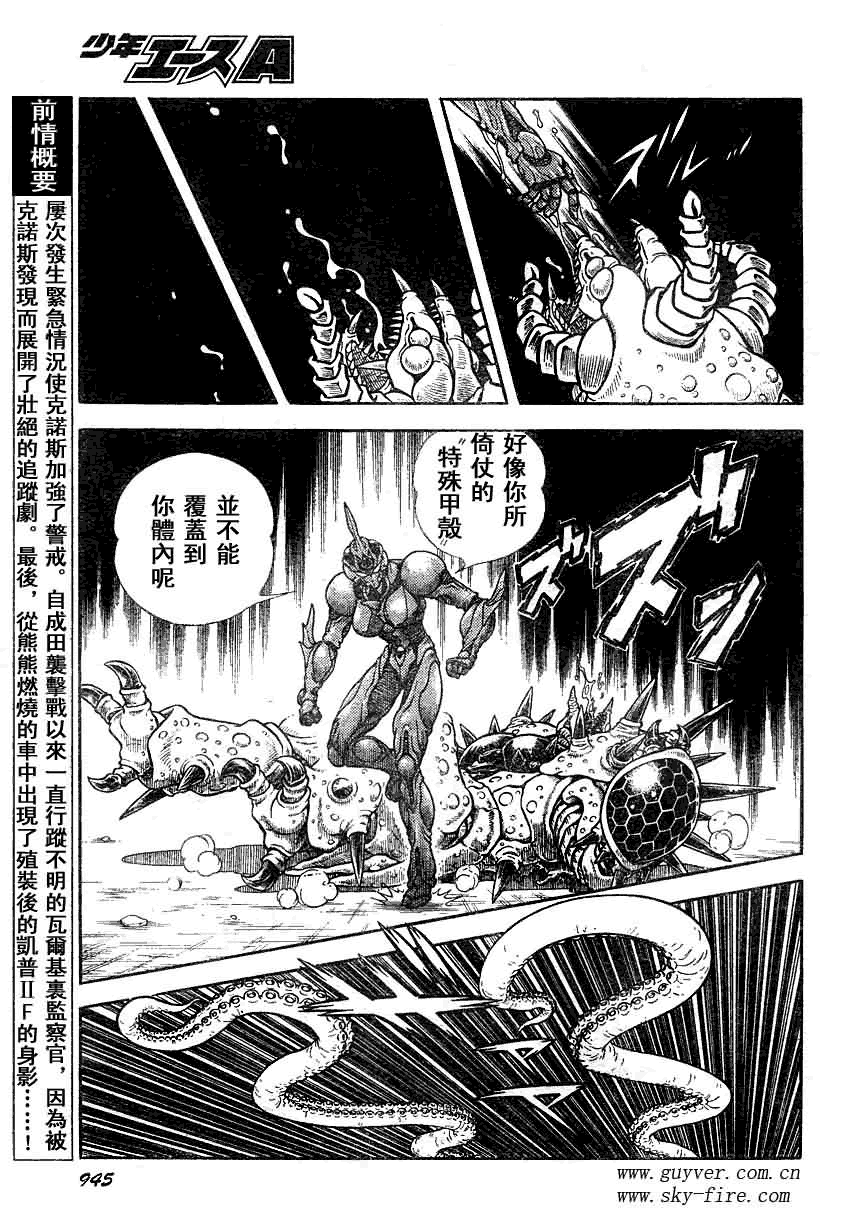 少年エースA
前情概要
屢次發生緊急情況使克諾斯加強了警戒。自成田襲擊戰以來一直行蹤不明的瓦爾基裏監察官，因為被
克諾斯發現而展開了壯絕的追蹤劇。最後，從熊熊燃燒的車中出現了殖裝後的凱普ⅡF的身影……！
好像你所
倚仗的
〝特殊甲殼〞
並不能
覆蓋到
你體內呢
ズズン
945
www.guyver.com.cn
www.sky-fire.com